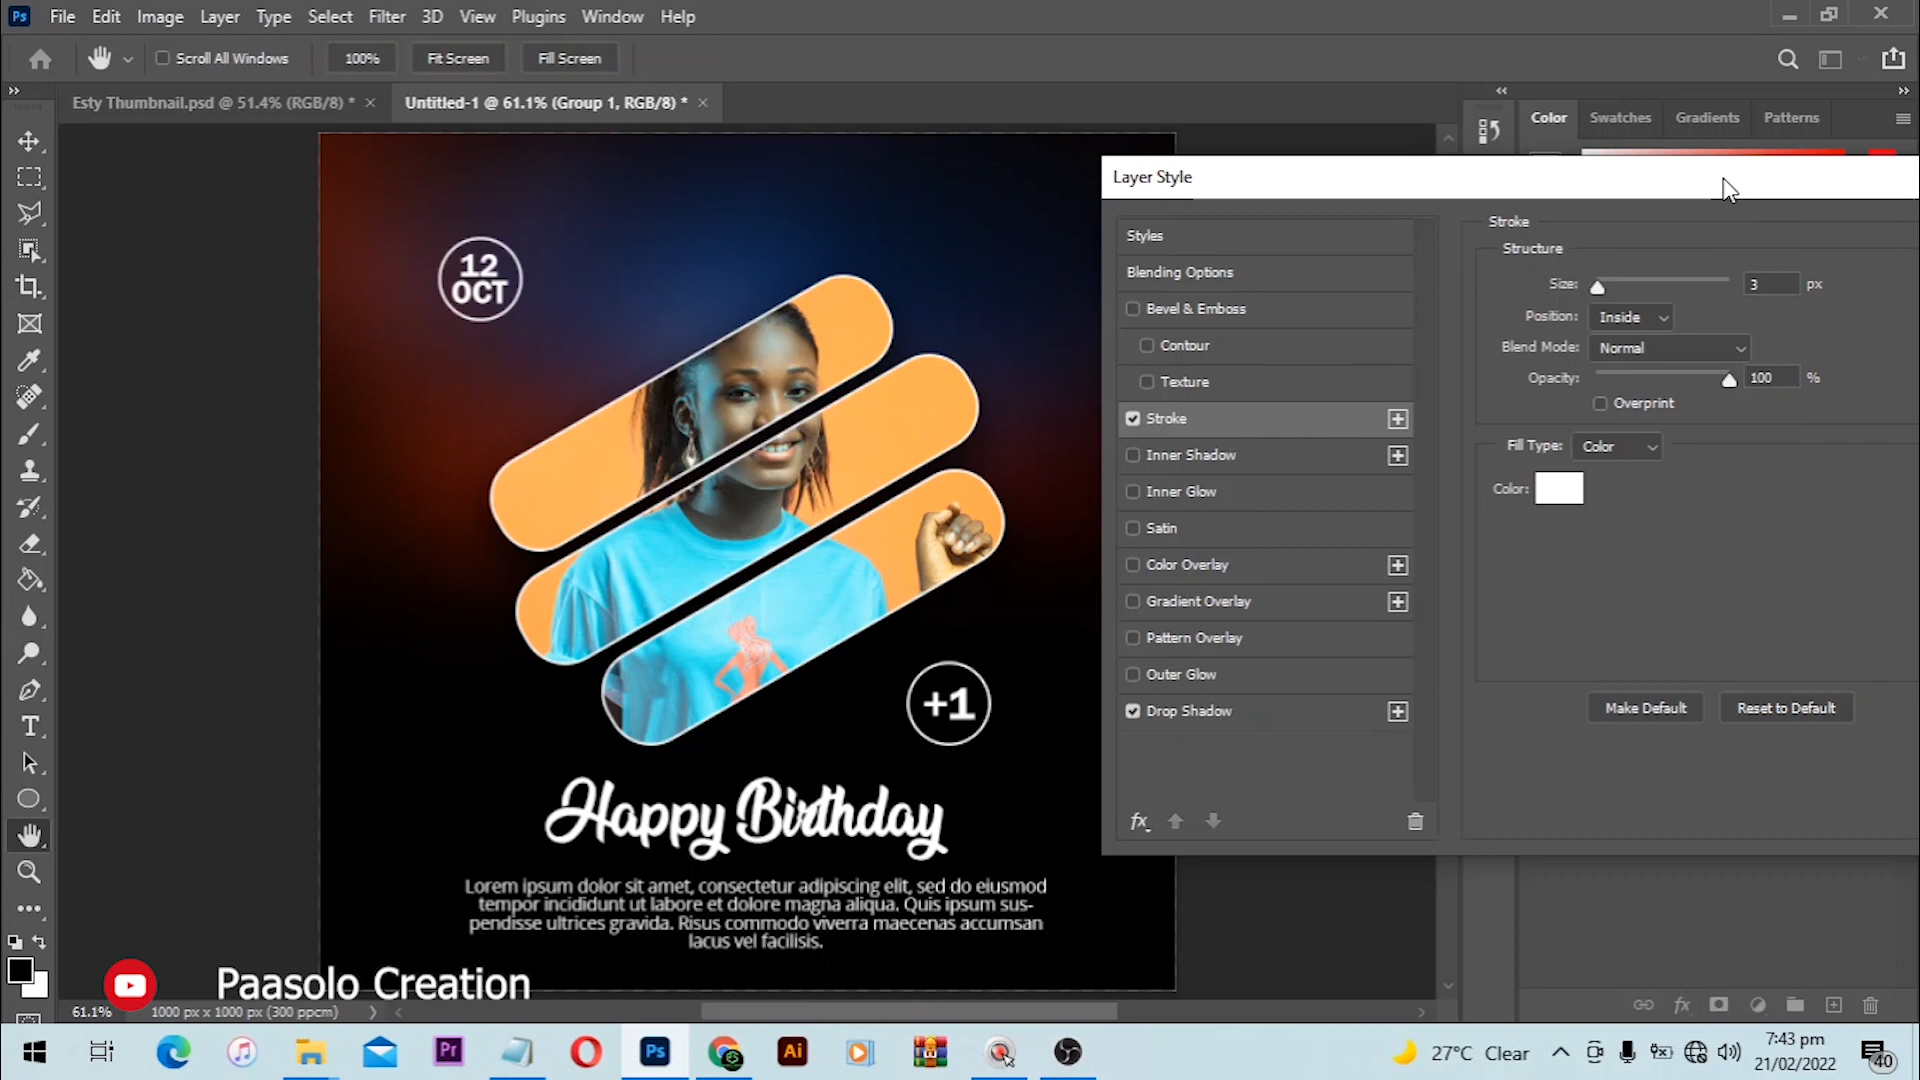 Ps File Edit Image Layer Type Select Filter 3D View Plugins Window Help
Scroll All Windows 100% Fit Screen Fill Screen
Esty Thumbnail.psd @ 51.4% (RGB/8) * Untitled-1 @ 61.1% (Group 1, RGB/8) *
Color Swatches Gradients Patterns
12
OCT
+1
Happy Birthday
Lorem ipsum dolor sit amet, consectetur adipiscing elit, sed do eiusmod
tempor incididunt ut labore et dolore magna aliqua. Quis ipsum sus-
pendisse ultrices gravida. Risus commodo viverra maecenas accumsan
lacus vel facilisis.
Layer Style
Styles
Blending Options
Bevel & Emboss
Contour
Texture
Stroke
Inner Shadow
Inner Glow
Satin
Color Overlay
Gradient Overlay
Pattern Overlay
Outer Glow
Drop Shadow
fx
Stroke
Structure
Size: 3 px
Position: Inside
Blend Mode: Normal
Opacity: 100 %
Overprint
Fill Type: Color
Color:
Make Default Reset to Default
fx
Paasolo Creation
61.1% 1000 px x 1000 px (300 ppcm)
Pr Ps Ai
27°C Clear
7:43 pm
21/02/2022
40